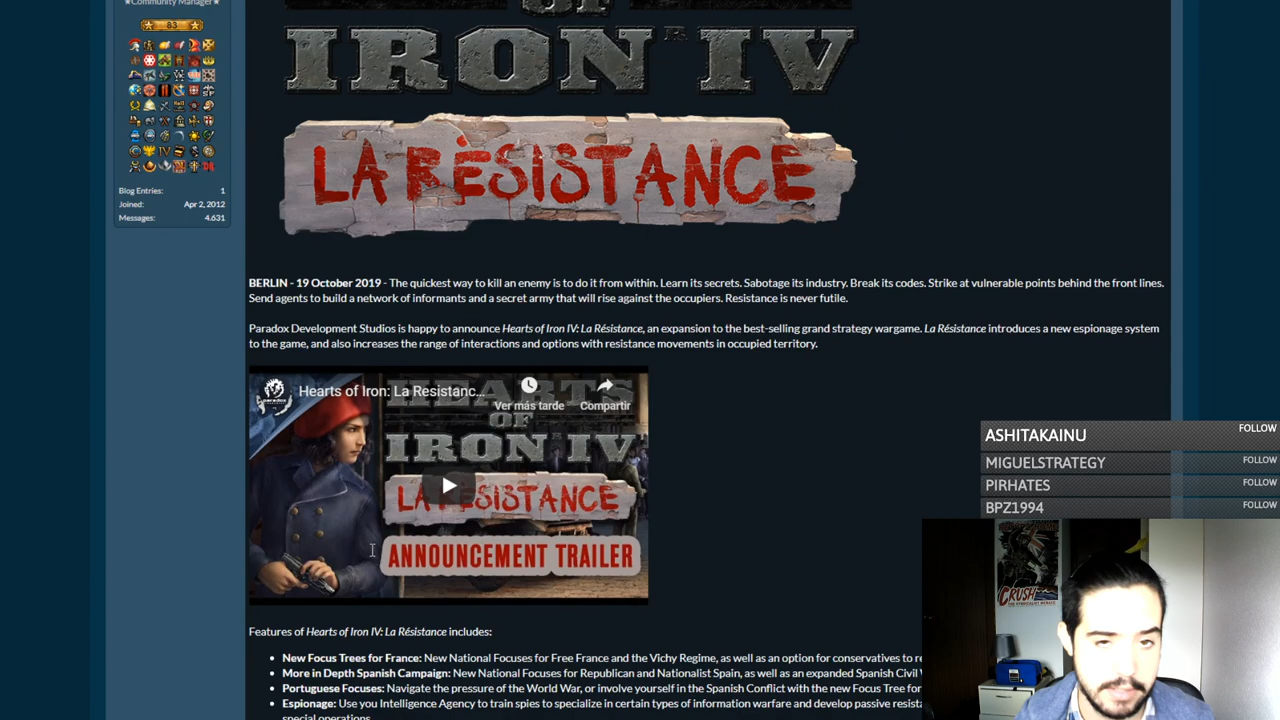 ★Community Manager★
83
OF
IRON IV
LA RÉSISTANCE
Blog Entries: 1
Joined: Apr 2, 2012
Messages: 4.631
BERLIN - 19 October 2019 - The quickest way to kill an enemy is to do it from within. Learn its secrets. Sabotage its industry. Break its codes. Strike at vulnerable points behind the front lines.
Send agents to build a network of informants and a secret army that will rise against the occupiers. Resistance is never futile.
Paradox Development Studios is happy to announce Hearts of Iron IV: La Résistance, an expansion to the best-selling grand strategy wargame. La Résistance introduces a new espionage system
to the game, and also increases the range of interactions and options with resistance movements in occupied territory.
Hearts of Iron: La Resistanc...
Ver más tarde
Compartir
HEARTS
OF
IRON IV
LA RÉSISTANCE
ANNOUNCEMENT TRAILER
ASHITAKAINU FOLLOW
MIGUELSTRATEGY FOLLOW
PIRHATES FOLLOW
BPZ1994 FOLLOW
CRUSH
Features of Hearts of Iron IV: La Résistance includes:
• New Focus Trees for France: New National Focuses for Free France and the Vichy Regime, as well as an option for conservatives to re
• More in Depth Spanish Campaign: New National Focuses for Republican and Nationalist Spain, as well as an expanded Spanish Civil
• Portuguese Focuses: Navigate the pressure of the World War, or involve yourself in the Spanish Conflict with the new Focus Tree for
• Espionage: Use you Intelligence Agency to train spies to specialize in certain types of information warfare and develop passive resista
special operations.